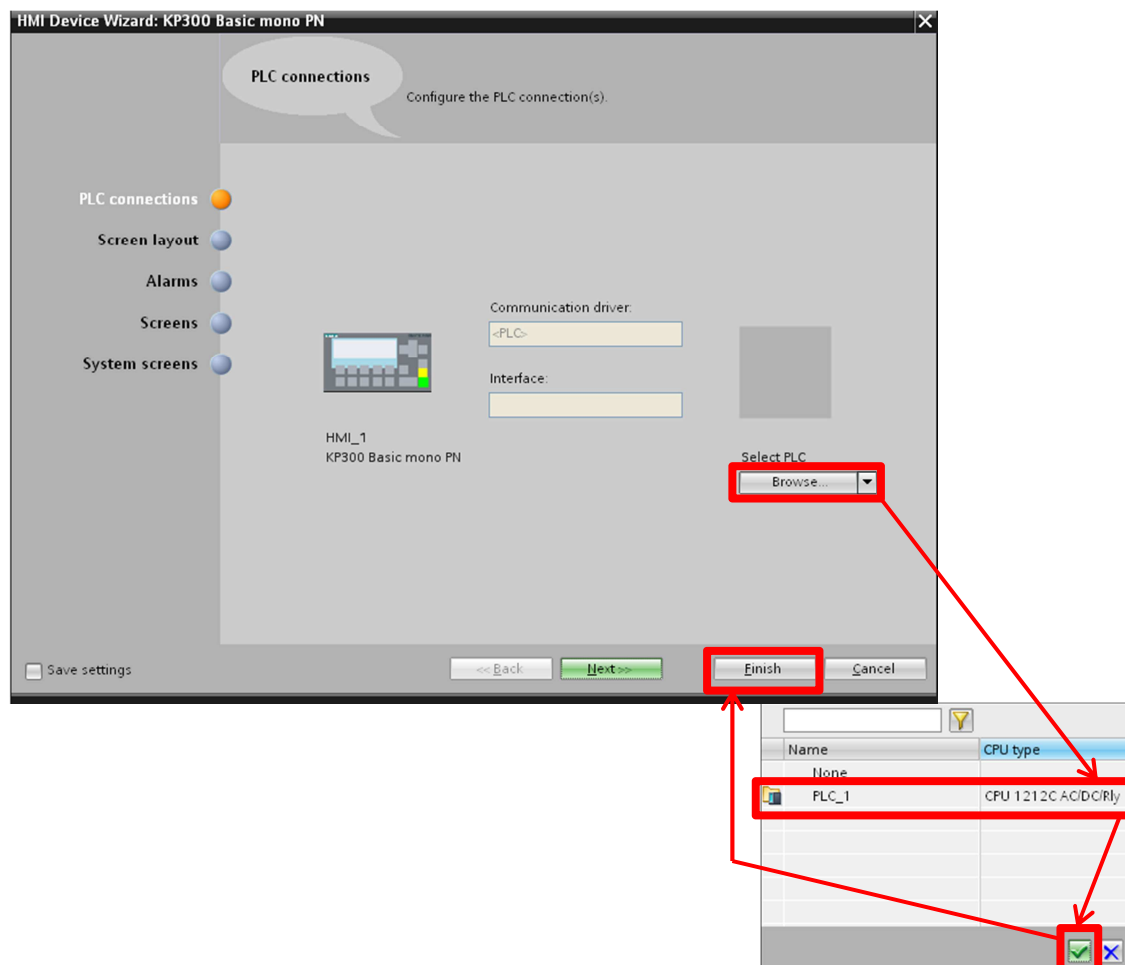 HMI Device Wizard: KP300 Basic mono PN
PLC connections
Configure the PLC connection(s).
PLC connections
Screen layout
Alarms
Screens
System screens
Communication driver:
<PLC>
Interface:
HMI_1
KP300 Basic mono PN
Select PLC
Browse...
Save settings
<<Back
Next>>
Finish
Cancel
Name CPU type
None
PLC_1 CPU 1212C AC/DC/Rly